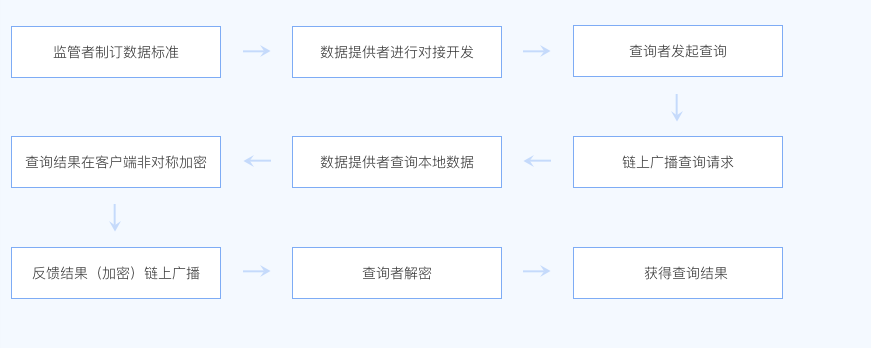 监管者制订数据标准
数据提供者进行对接开发
查询者发起查询
链上广播查询请求
数据提供者查询本地数据
查询结果在客户端非对称加密
反馈结果（加密）链上广播
查询者解密
获得查询结果